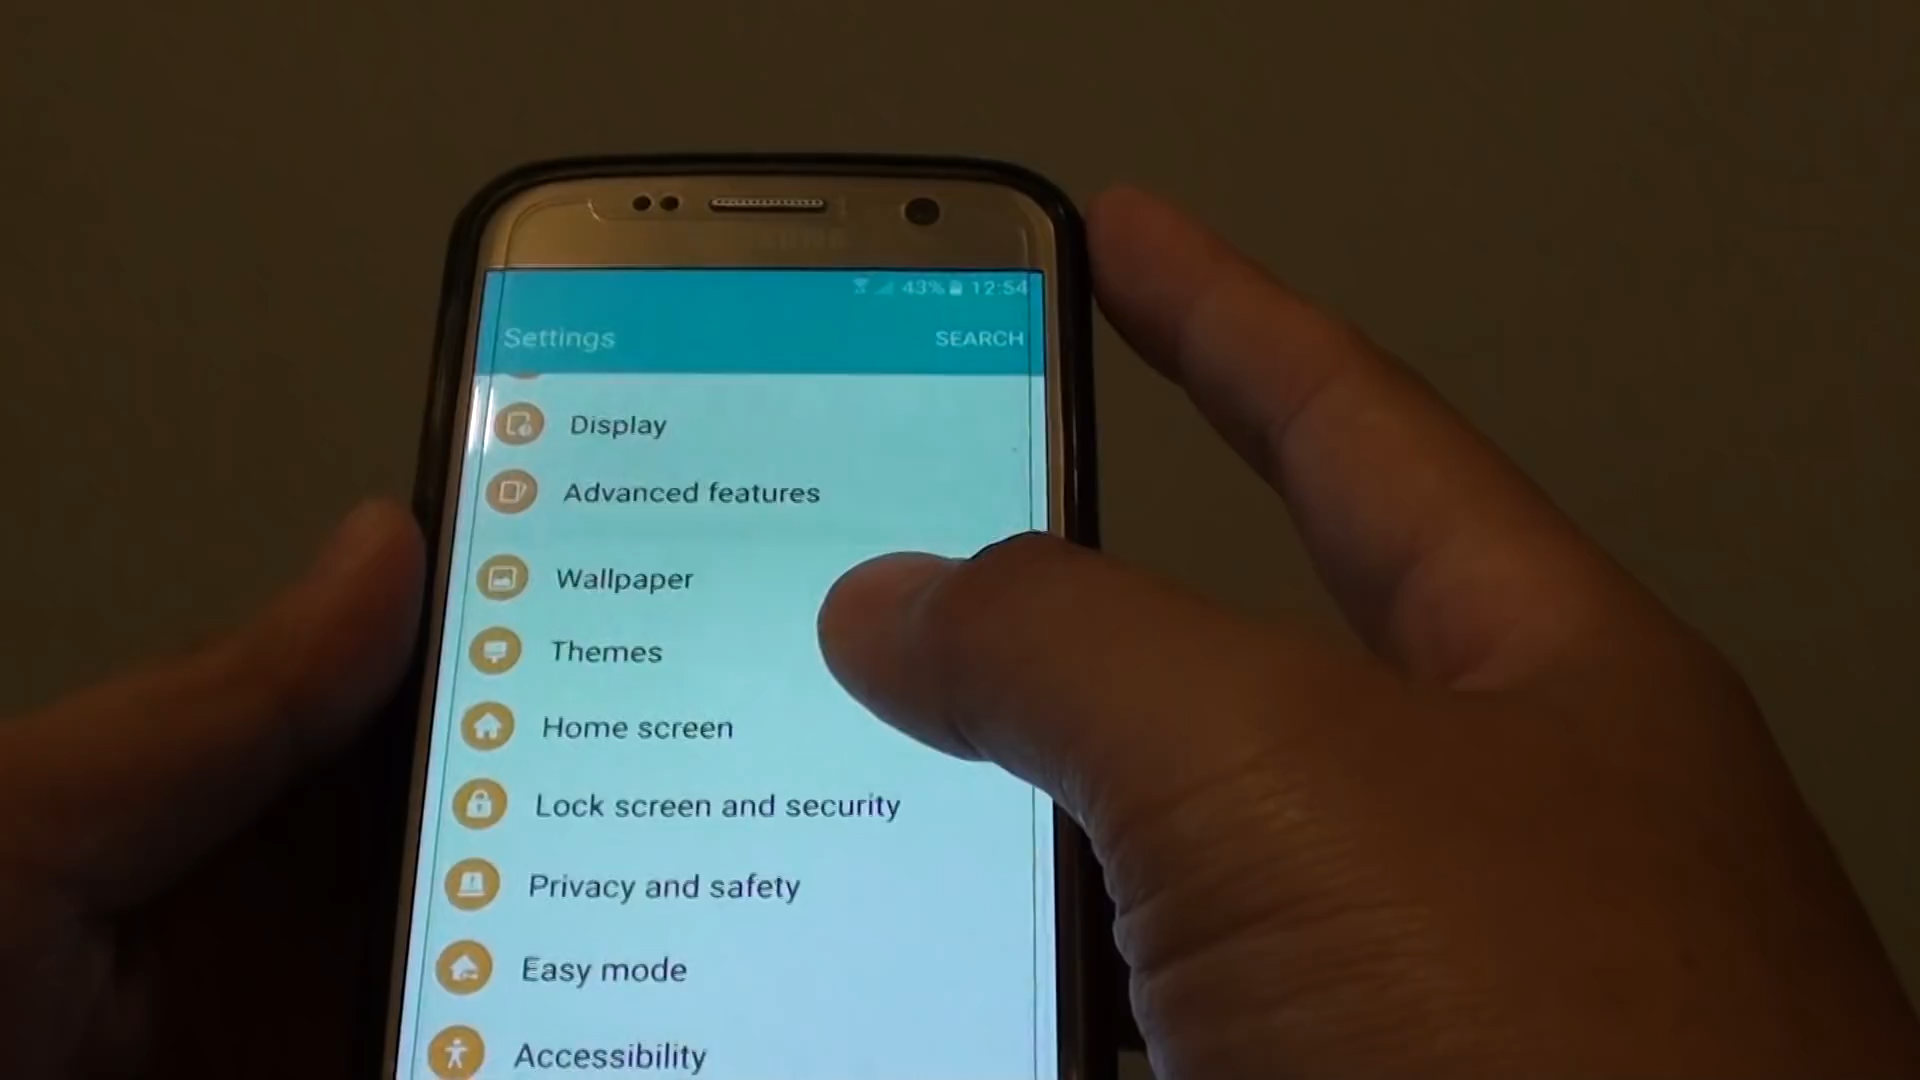 43% 12:54
Settings SEARCH
Display
Advanced features
Wallpaper
Themes
Home screen
Lock screen and security
Privacy and safety
Easy mode
Accessibility